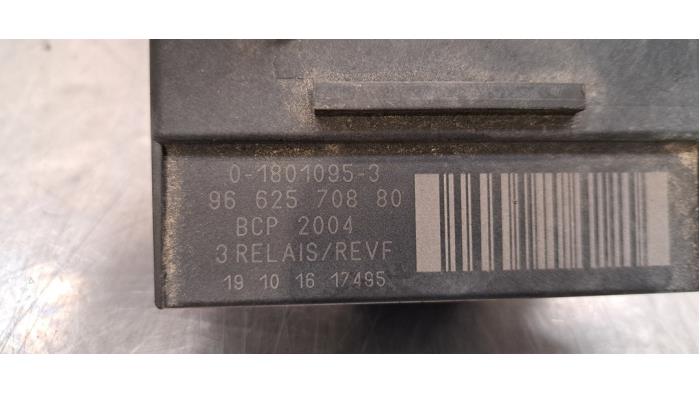 0-1801095-3
96 625 708 80
BCP 2004
3 RELAIS/REVF
19 10 16 17495